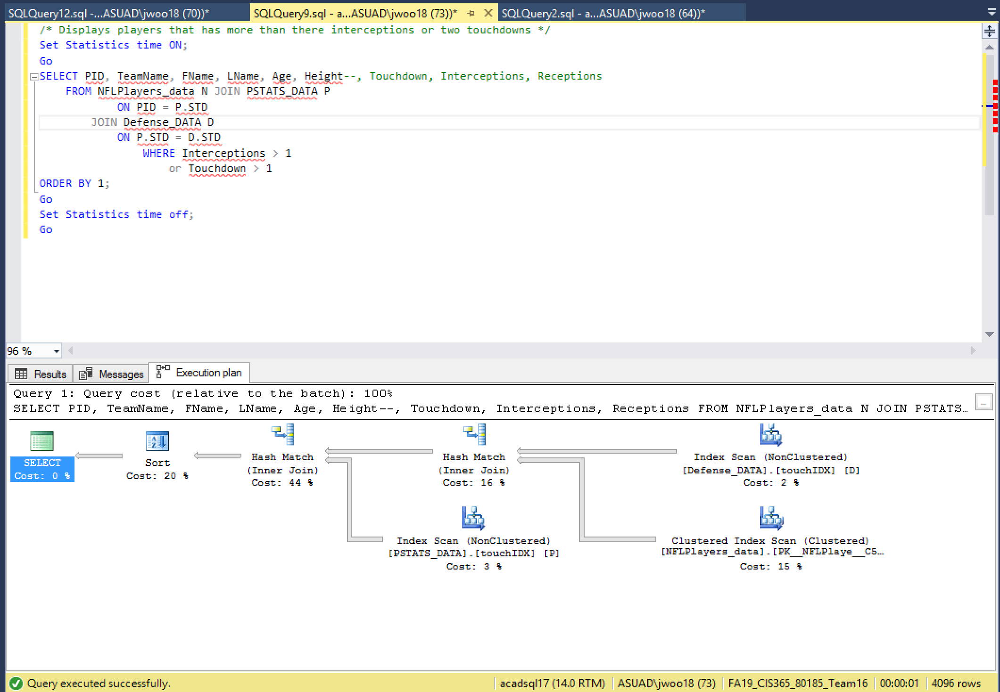 SQLQuery12.sql -...ASUAD\jwoo18 (70))*
SQLQuery9.sql - a...ASUAD\jwoo18 (73))*
SQLQuery2.sql - a...ASUAD\jwoo18 (64))*
/* Displays players that has more than there interceptions or two touchdowns */
Set Statistics time ON;
Go
SELECT PID, TeamName, FName, LName, Age, Height--, Touchdown, Interceptions, Receptions
FROM NFLPlayers_data N JOIN PSTATS_DATA P
ON PID = P.STD
JOIN Defense_DATA D
ON P.STD = D.STD
WHERE Interceptions > 1
or Touchdown > 1
ORDER BY 1;
Go
Set Statistics time off;
Go
96 %
Results
Messages
Execution plan
Query 1: Query cost (relative to the batch): 100%
SELECT PID, TeamName, FName, LName, Age, Height--, Touchdown, Interceptions, Receptions FROM NFLPlayers_data N JOIN PSTATS…
...
SELECT
Cost: 0 %
Sort
Cost: 20 %
Hash Match
(Inner Join)
Cost: 44 %
Hash Match
(Inner Join)
Cost: 16 %
Index Scan (NonClustered)
[Defense_DATA].[touchIDX] [D]
Cost: 2 %
Index Scan (NonClustered)
[PSTATS_DATA].[touchIDX] [P]
Cost: 3 %
Clustered Index Scan (Clustered)
[NFLPlayers_data].[PK__NFLPlaye__C5…
Cost: 15 %
Query executed successfully.
acadsql17 (14.0 RTM)
ASUAD\jwoo18 (73)
FA19_CIS365_80185_Team16
00:00:01
4096 rows